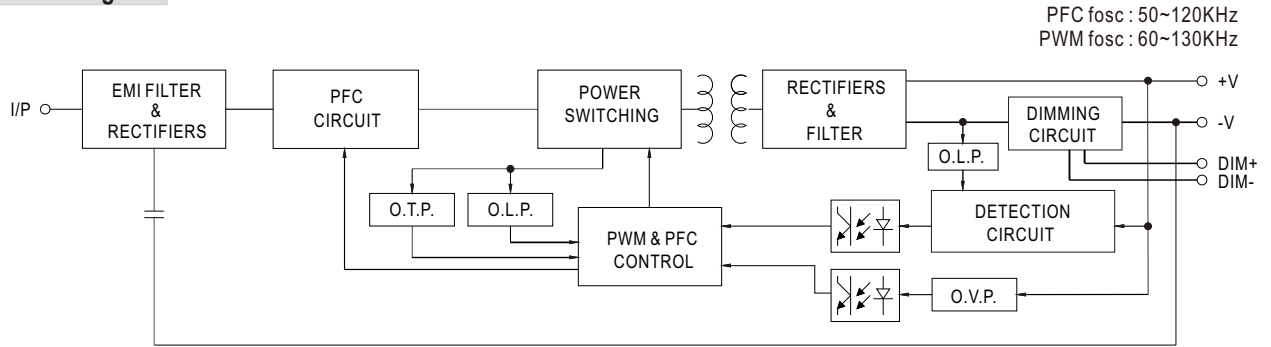 PFC fosc : 50~120KHz
PWM fosc : 60~130KHz
I/P
EMI FILTER
&
RECTIFIERS
PFC
CIRCUIT
POWER
SWITCHING
RECTIFIERS
&
FILTER
DIMMING
CIRCUIT
+V
-V
DIM+
DIM-
O.L.P.
O.T.P.
O.L.P.
PWM & PFC
CONTROL
DETECTION
CIRCUIT
O.V.P.